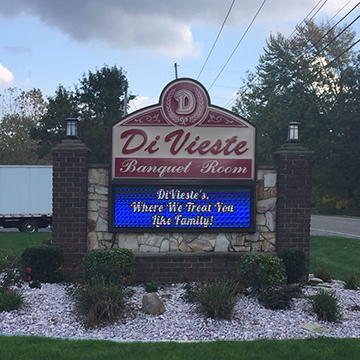 D
Di Vieste
Banquet Room
DiVieste's,
Where We Treat You
Like Family!